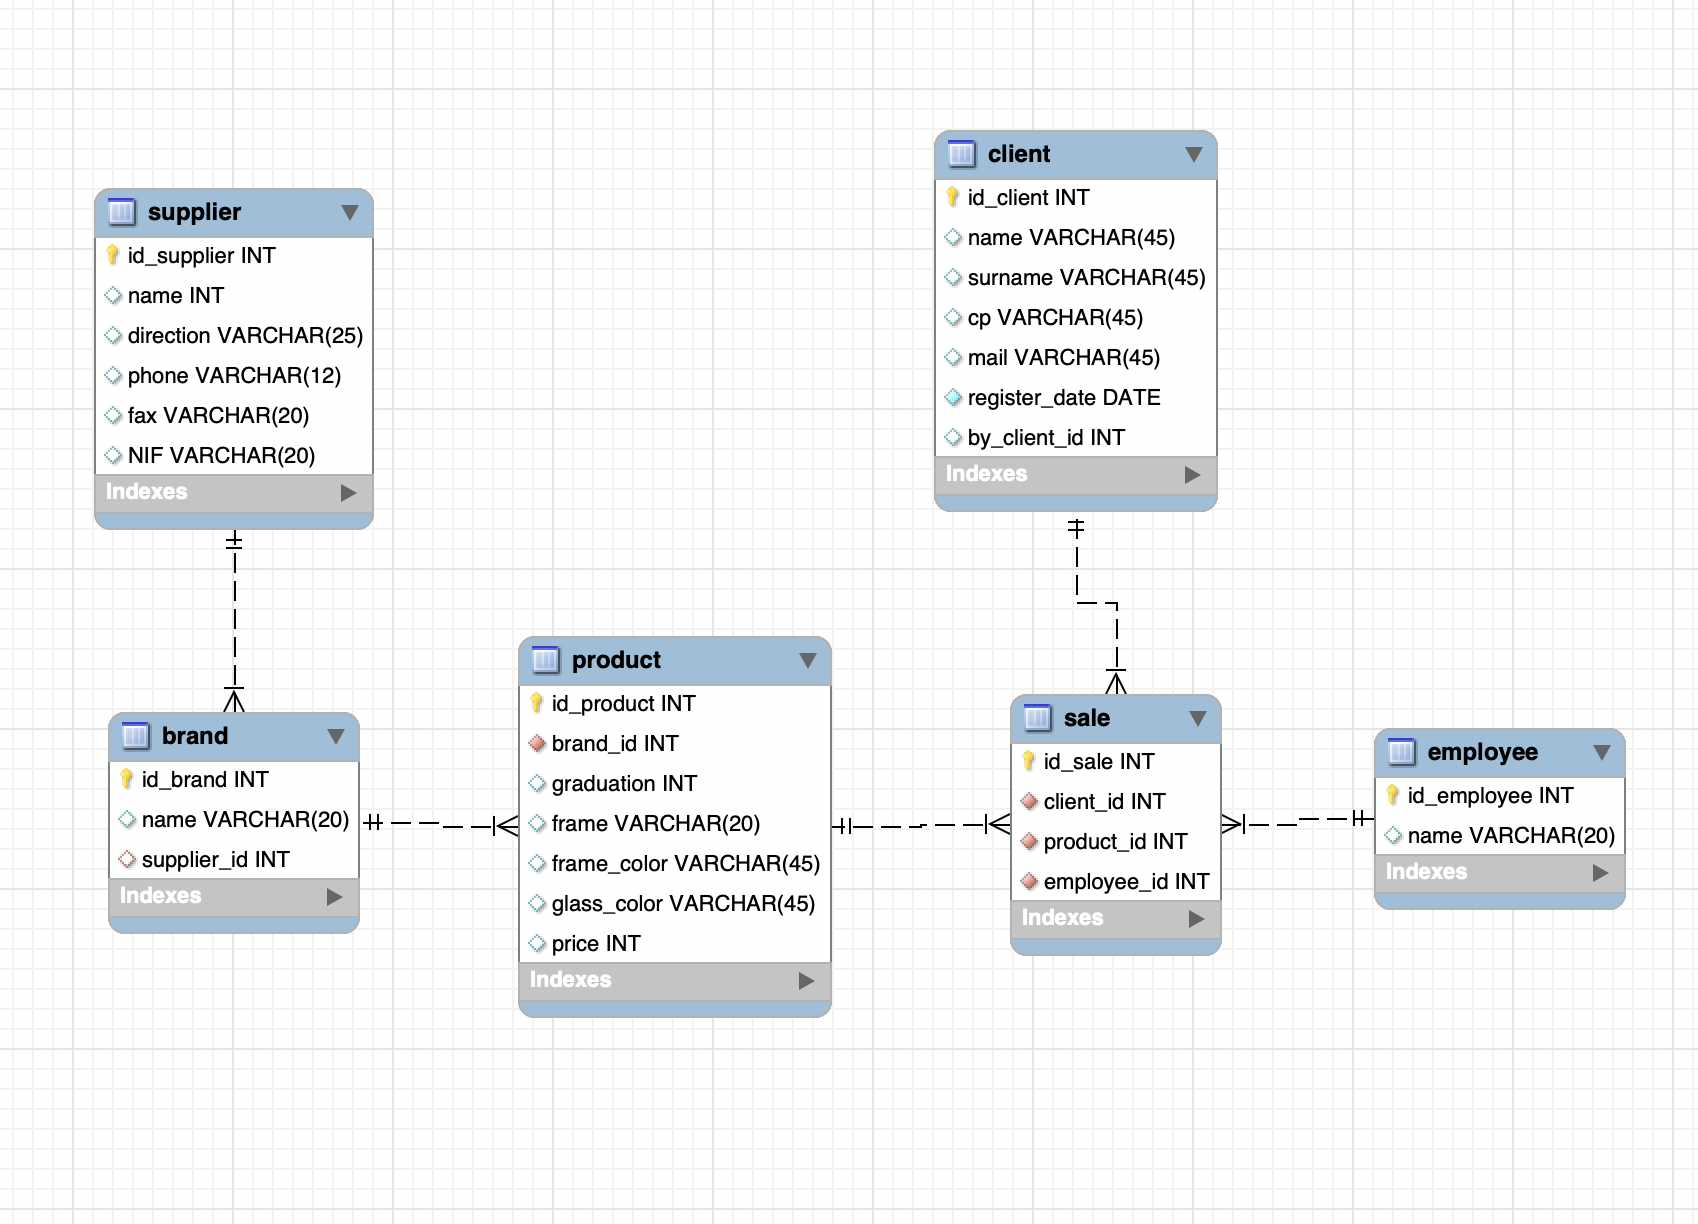 supplier
id_supplier INT
name INT
direction VARCHAR(25)
phone VARCHAR(12)
fax VARCHAR(20)
NIF VARCHAR(20)
Indexes
client
id_client INT
name VARCHAR(45)
surname VARCHAR(45)
cp VARCHAR(45)
mail VARCHAR(45)
register_date DATE
by_client_id INT
Indexes
brand
id_brand INT
name VARCHAR(20)
supplier_id INT
Indexes
product
id_product INT
brand_id INT
graduation INT
frame VARCHAR(20)
frame_color VARCHAR(45)
glass_color VARCHAR(45)
price INT
Indexes
sale
id_sale INT
client_id INT
product_id INT
employee_id INT
Indexes
employee
id_employee INT
name VARCHAR(20)
Indexes